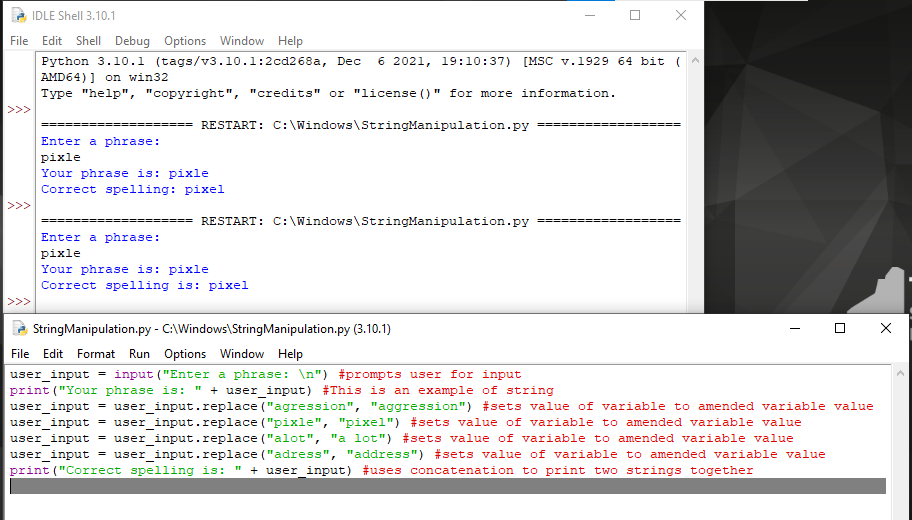 IDLE Shell 3.10.1
File Edit Shell Debug Options Window Help
Python 3.10.1 (tags/v3.10.1:2cd268a, Dec  6 2021, 19:10:37) [MSC v.1929 64 bit (
AMD64)] on win32
Type "help", "copyright", "credits" or "license()" for more information.
>>>
=================== RESTART: C:\Windows\StringManipulation.py ==================
Enter a phrase:
pixle
Your phrase is: pixle
Correct spelling: pixel
>>>
=================== RESTART: C:\Windows\StringManipulation.py ==================
Enter a phrase:
pixle
Your phrase is: pixle
Correct spelling is: pixel
>>>
StringManipulation.py - C:\Windows\StringManipulation.py (3.10.1)
File Edit Format Run Options Window Help
user_input = input("Enter a phrase: \n") #prompts user for input
print("Your phrase is: " + user_input) #This is an example of string
user_input = user_input.replace("agression", "aggression") #sets value of variable to amended variable value
user_input = user_input.replace("pixle", "pixel") #sets value of variable to amended variable value
user_input = user_input.replace("alot", "a lot") #sets value of variable to amended variable value
user_input = user_input.replace("adress", "address") #sets value of variable to amended variable value
print("Correct spelling is: " + user_input) #uses concatenation to print two strings together